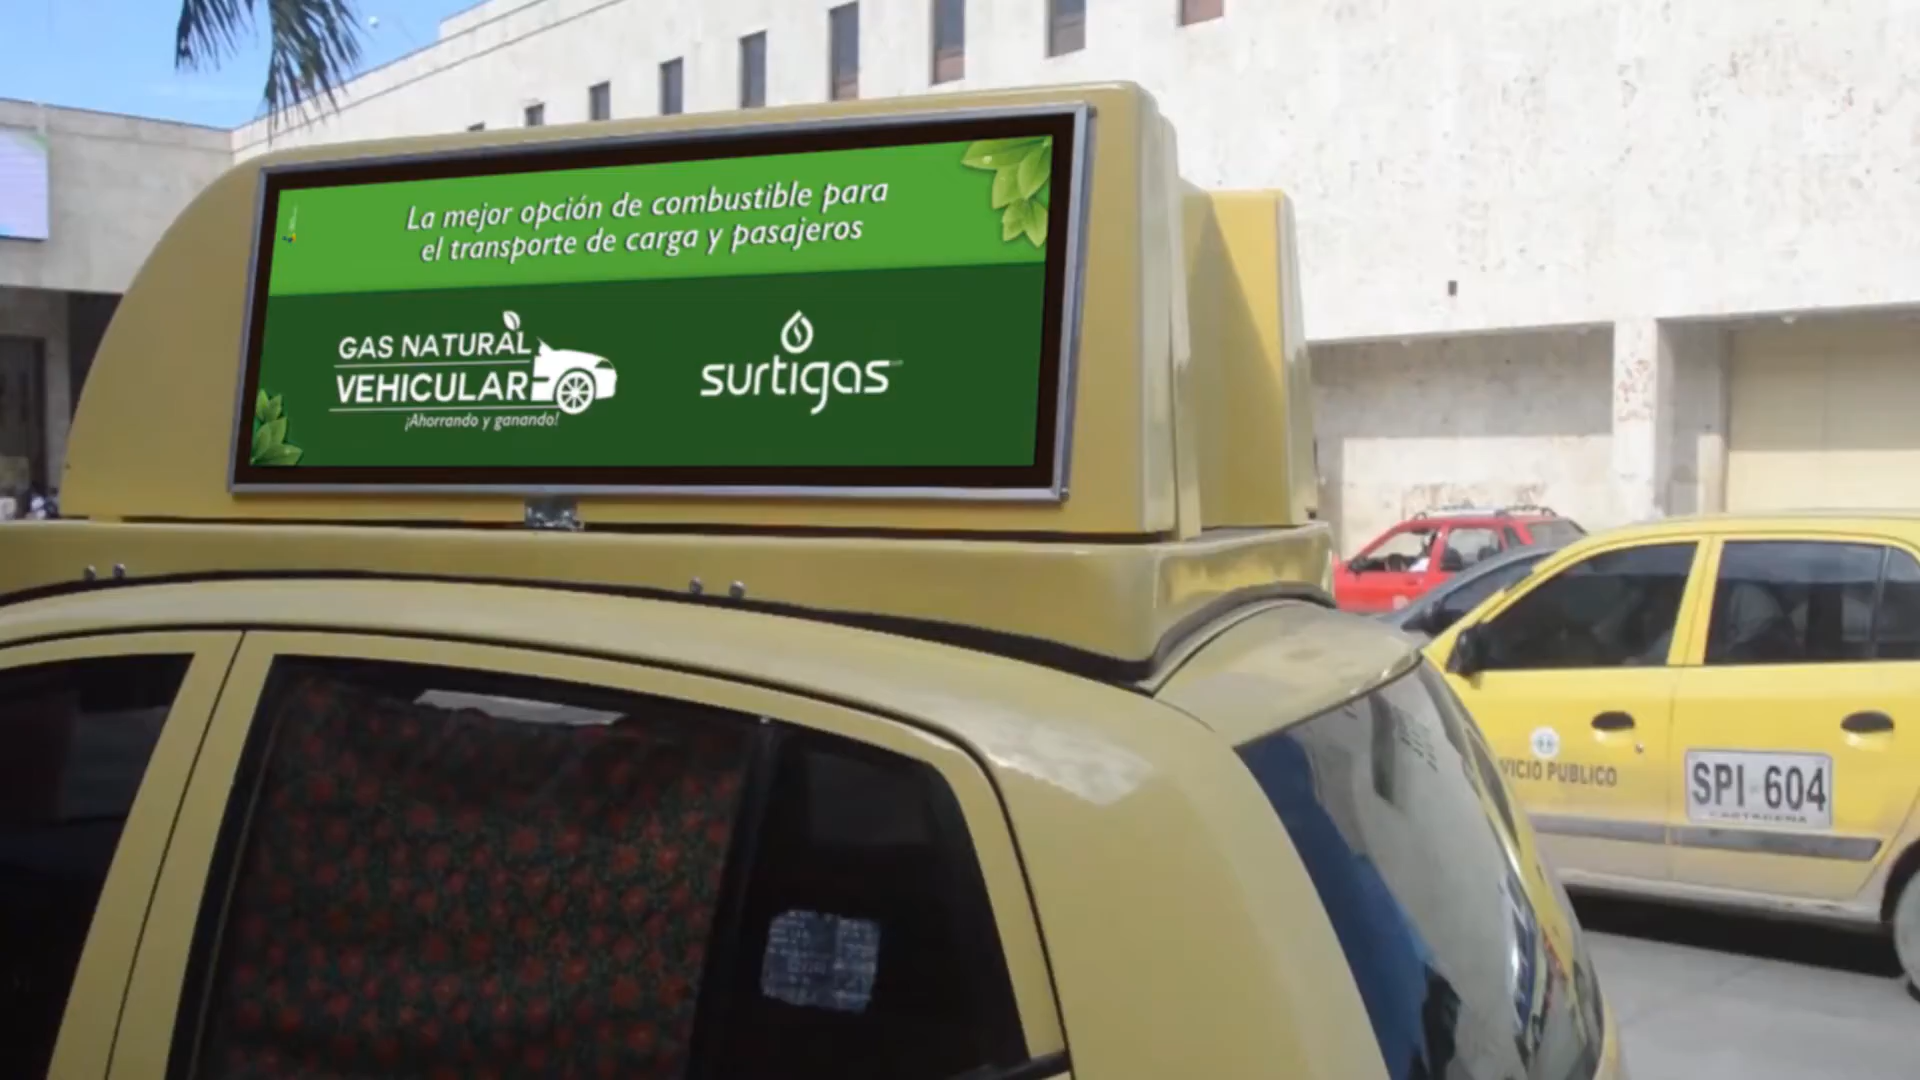 La mejor opción de combustible para
el transporte de carga y pasajeros
GAS NATURAL
VEHICULAR
¡Ahorrando y ganando!
surtigas
VICIO PUBLICO
SPI 604
CARTAGENA